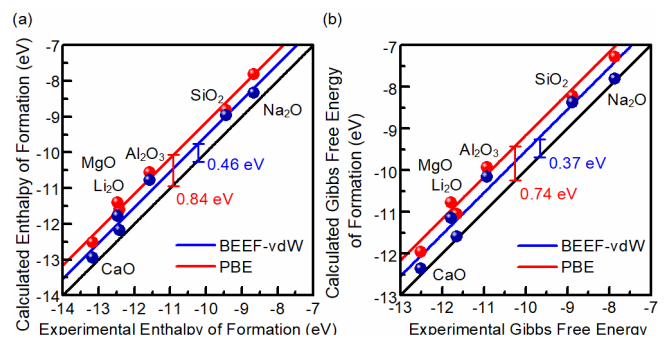 (a)
Calculated Enthalpy of Formation (eV)
-7
-8
-9
-10
-11
-12
-13
-14
SiO₂
Na₂O
Al₂O₃
MgO
Li₂O
CaO
0.46 eV
0.84 eV
BEEF-vdW
PBE
-14 -13 -12 -11 -10 -9 -8 -7
Experimental Enthalpy of Formation (eV)
(b)
Calculated Gibbs Free Energy
of Formation (eV)
-7
-8
-9
-10
-11
-12
-13
SiO₂
Na₂O
Al₂O₃
MgO
Li₂O
CaO
0.37 eV
0.74 eV
BEEF-vdW
PBE
-13 -12 -11 -10 -9 -8 -7
Experimental Gibbs Free Energy